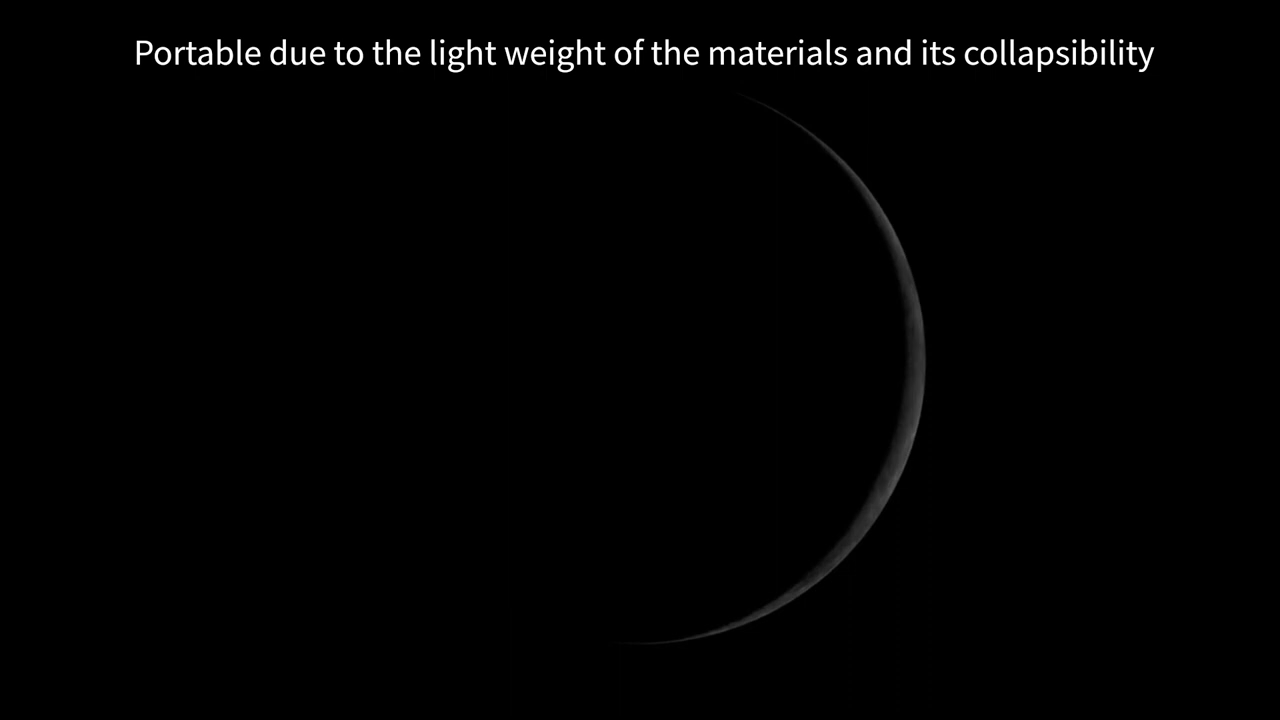 Portable due to the light weight of the materials and its collapsibility